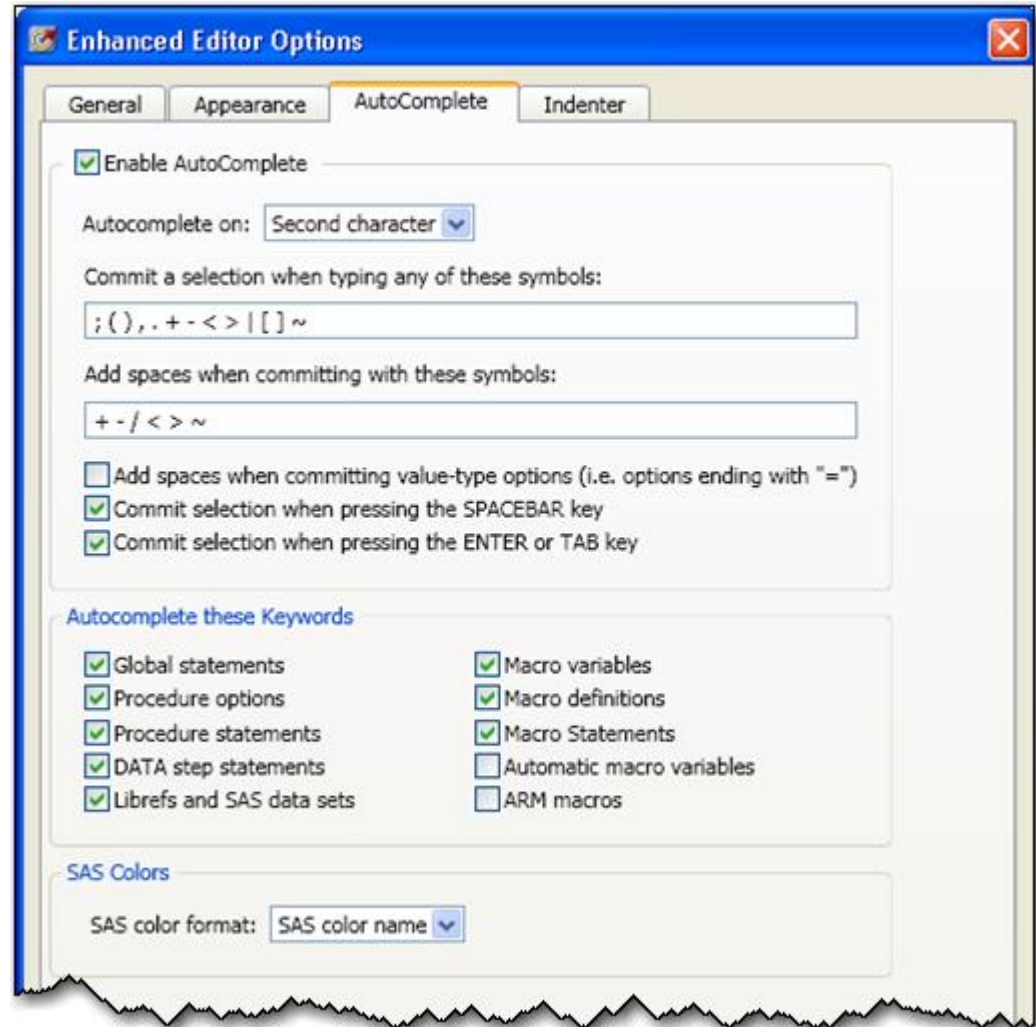 Enhanced Editor Options
General Appearance AutoComplete Indenter
Enable AutoComplete
Autocomplete on: Second character
Commit a selection when typing any of these symbols:
; ( ) , . + - < > | [ ] ~
Add spaces when committing with these symbols:
+ - / < > ~
Add spaces when committing value-type options (i.e. options ending with "=")
Commit selection when pressing the SPACEBAR key
Commit selection when pressing the ENTER or TAB key
Autocomplete these Keywords
Global statements Macro variables
Procedure options Macro definitions
Procedure statements Macro Statements
DATA step statements Automatic macro variables
Librefs and SAS data sets ARM macros
SAS Colors
SAS color format: SAS color name